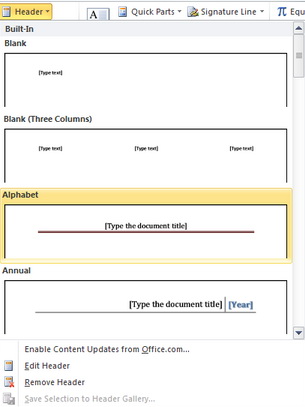 Header Quick Parts Signature Line π Equ
A
Built-In
Blank
[Type text]
Blank (Three Columns)
[Type text] [Type text] [Type text]
Alphabet
[Type the document title]
Annual
[Type the document title] [Year]
Enable Content Updates from Office.com...
Edit Header
Remove Header
Save Selection to Header Gallery...